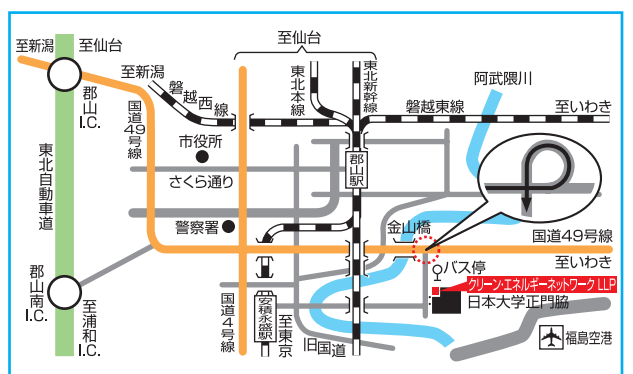 至新潟
至仙台
至仙台
郡山I.C.
国道49号線
至新潟
磐越西線
東北本線
東北新幹線
阿武隈川
磐越東線
至いわき
市役所
さくら通り
郡山駅
東北自動車道
警察署
金山橋
国道49号線
至いわき
バス停
クリーン・エネルギーネットワーク LLP
日本大学正門脇
郡山南I.C.
至浦和I.C.
国道4号線
安積永盛駅
至東京
旧国道
福島空港